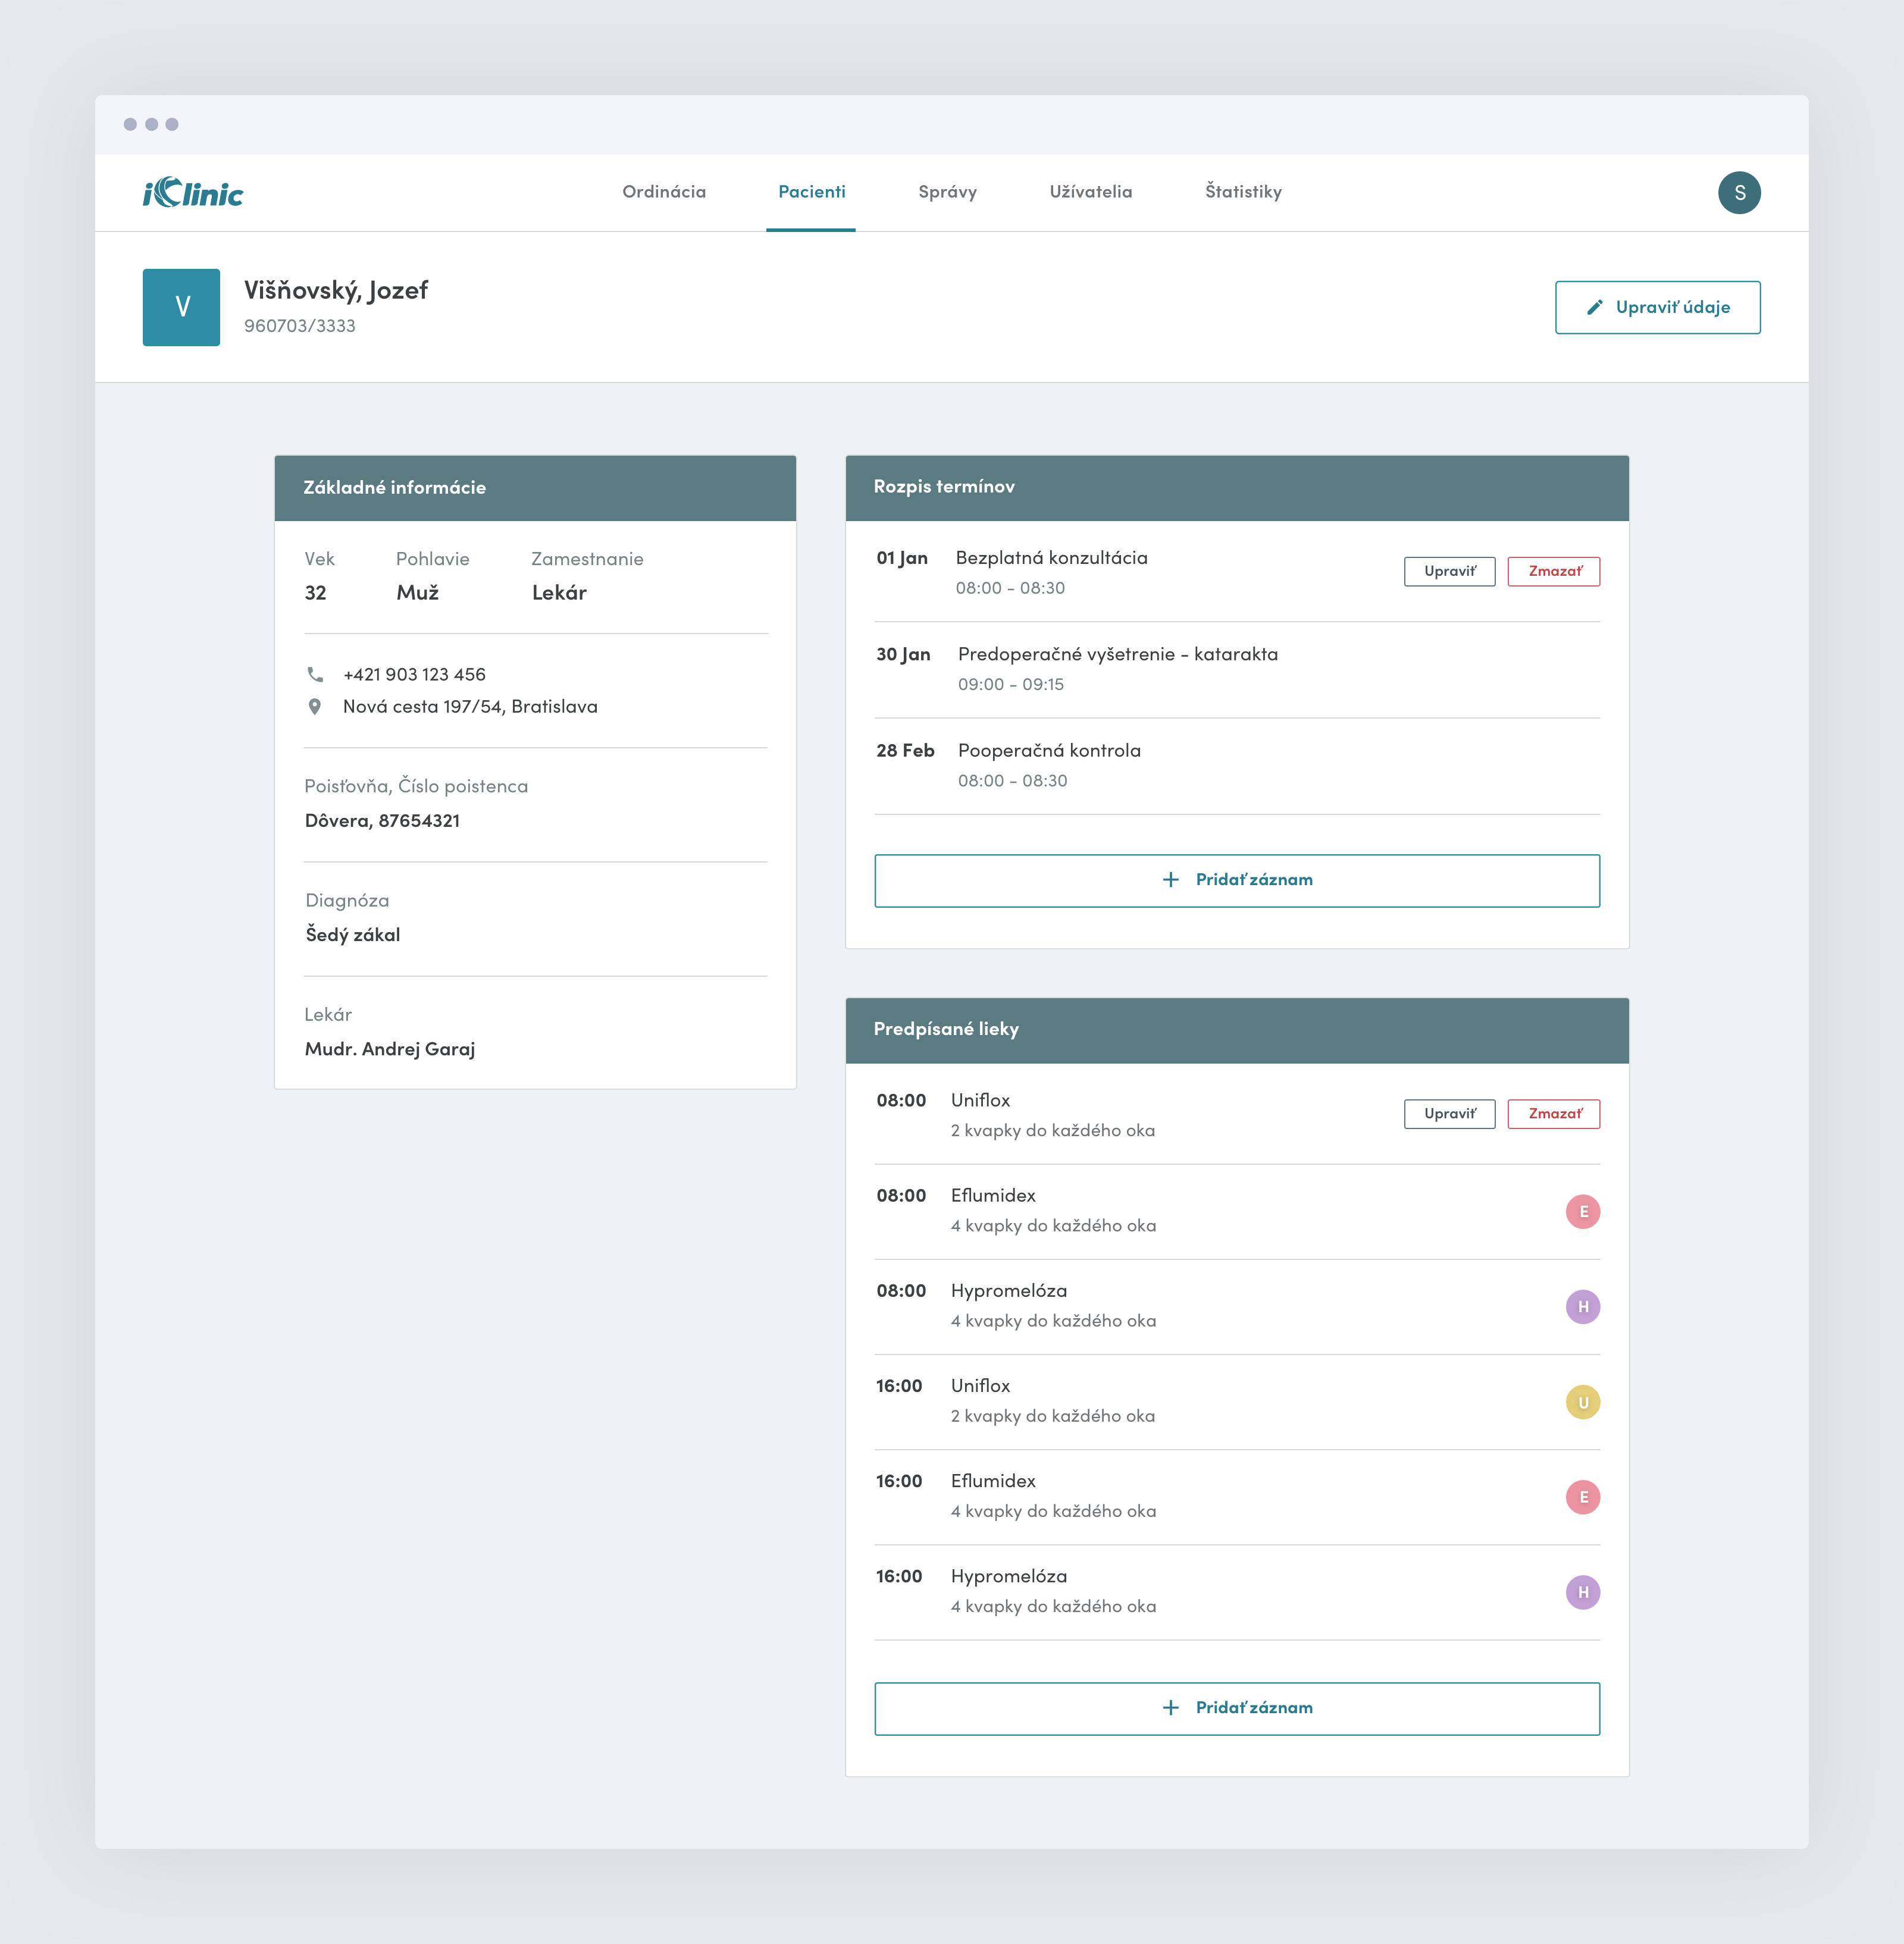 iClinic
Ordinácia Pacienti Správy Užívatelia Štatistiky
S
V
Višňovský, Jozef
960703/3333
Upraviť údaje
Základné informácie
Vek Pohlavie Zamestnanie
32 Muž Lekár
+421 903 123 456
Nová cesta 197/54, Bratislava
Poisťovňa, Číslo poistenca
Dôvera, 87654321
Diagnóza
Šedý zákal
Lekár
Mudr. Andrej Garaj
Rozpis termínov
01 Jan Bezplatná konzultácia
08:00 - 08:30
Upraviť Zmazať
30 Jan Predoperačné vyšetrenie - katarakta
09:00 - 09:15
28 Feb Pooperačná kontrola
08:00 - 08:30
+ Pridať záznam
Predpísané lieky
08:00 Uniflox
2 kvapky do každého oka
Upraviť Zmazať
08:00 Eflumidex
4 kvapky do každého oka
E
08:00 Hypromelóza
4 kvapky do každého oka
H
16:00 Uniflox
2 kvapky do každého oka
U
16:00 Eflumidex
4 kvapky do každého oka
E
16:00 Hypromelóza
4 kvapky do každého oka
H
+ Pridať záznam